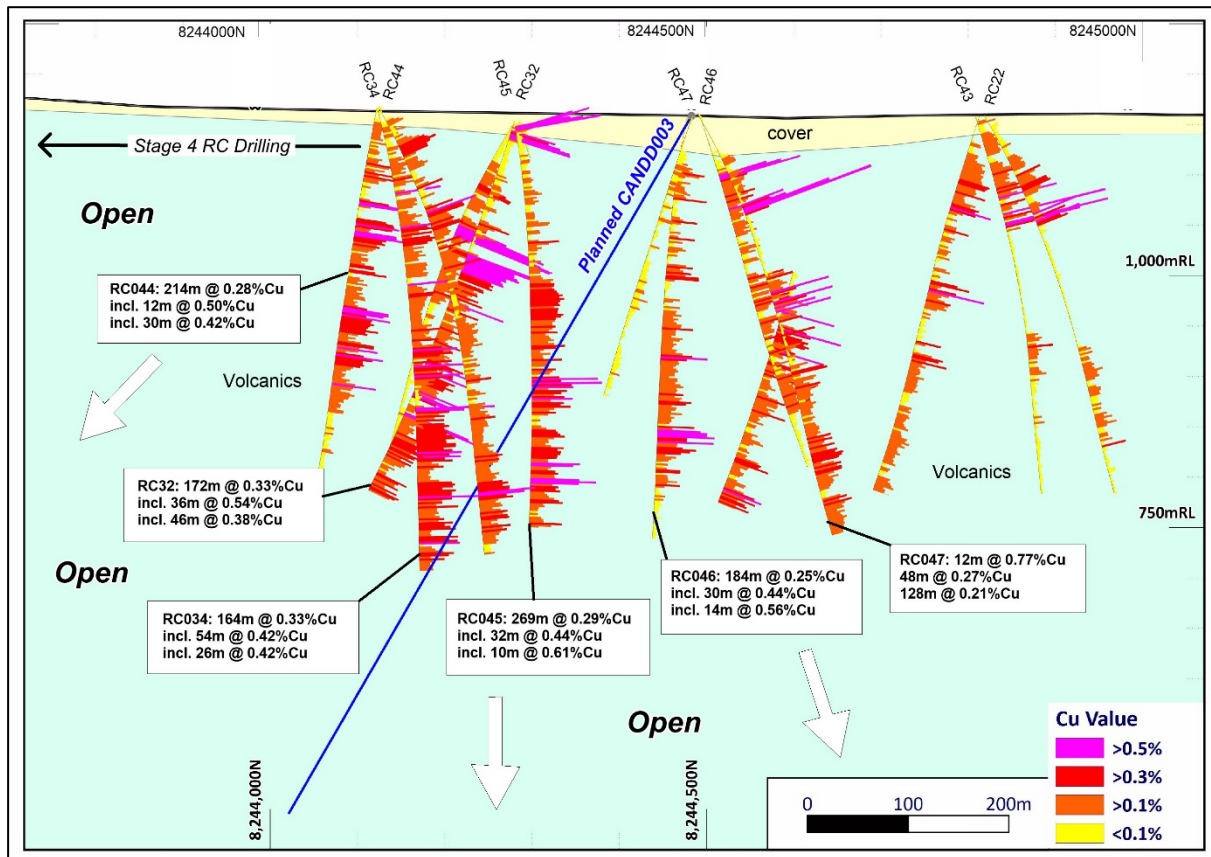 8244000N
8244500N
8245000N
RC34
RC44
RC45
RC32
RC47
RC46
RC43
RC22
cover
Stage 4 RC Drilling
Planned CANDD003
Open
1,000mRL
RC044: 214m @ 0.28%Cu
incl. 12m @ 0.50%Cu
incl. 30m @ 0.42%Cu
Volcanics
Volcanics
RC32: 172m @ 0.33%Cu
incl. 36m @ 0.54%Cu
incl. 46m @ 0.38%Cu
750mRL
Open
RC034: 164m @ 0.33%Cu
incl. 54m @ 0.42%Cu
incl. 26m @ 0.42%Cu
RC045: 269m @ 0.29%Cu
incl. 32m @ 0.44%Cu
incl. 10m @ 0.61%Cu
RC046: 184m @ 0.25%Cu
incl. 30m @ 0.44%Cu
incl. 14m @ 0.56%Cu
RC047: 12m @ 0.77%Cu
48m @ 0.27%Cu
128m @ 0.21%Cu
Open
8,244,000N
8,244,500N
0 100 200m
Cu Value
>0.5%
>0.3%
>0.1%
<0.1%